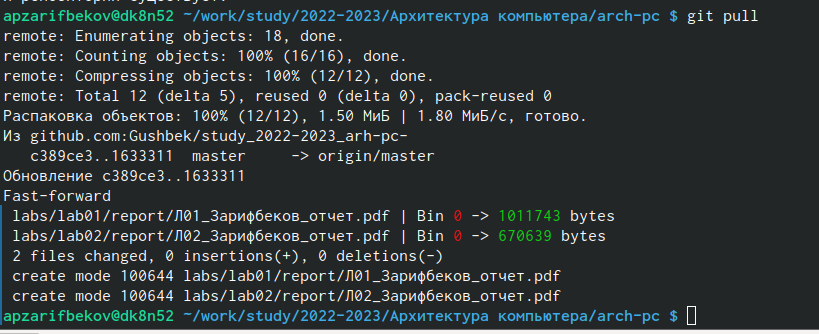 apzarifbekov@dk8n52 ~/work/study/2022-2023/Архитектура компьютера/arch-pc $ git pull
remote: Enumerating objects: 18, done.
remote: Counting objects: 100% (16/16), done.
remote: Compressing objects: 100% (12/12), done.
remote: Total 12 (delta 5), reused 0 (delta 0), pack-reused 0
Распаковка объектов: 100% (12/12), 1.50 МиБ | 1.80 МиБ/с, готово.
Из github.com:Gushbek/study_2022-2023_arh-pc-
   c389ce3..1633311  master     -> origin/master
Обновление c389ce3..1633311
Fast-forward
 labs/lab01/report/Л01_Зарифбеков_отчет.pdf | Bin 0 -> 1011743 bytes
 labs/lab02/report/Л02_Зарифбеков_отчет.pdf | Bin 0 -> 670639 bytes
 2 files changed, 0 insertions(+), 0 deletions(-)
 create mode 100644 labs/lab01/report/Л01_Зарифбеков_отчет.pdf
 create mode 100644 labs/lab02/report/Л02_Зарифбеков_отчет.pdf
apzarifbekov@dk8n52 ~/work/study/2022-2023/Архитектура компьютера/arch-pc $